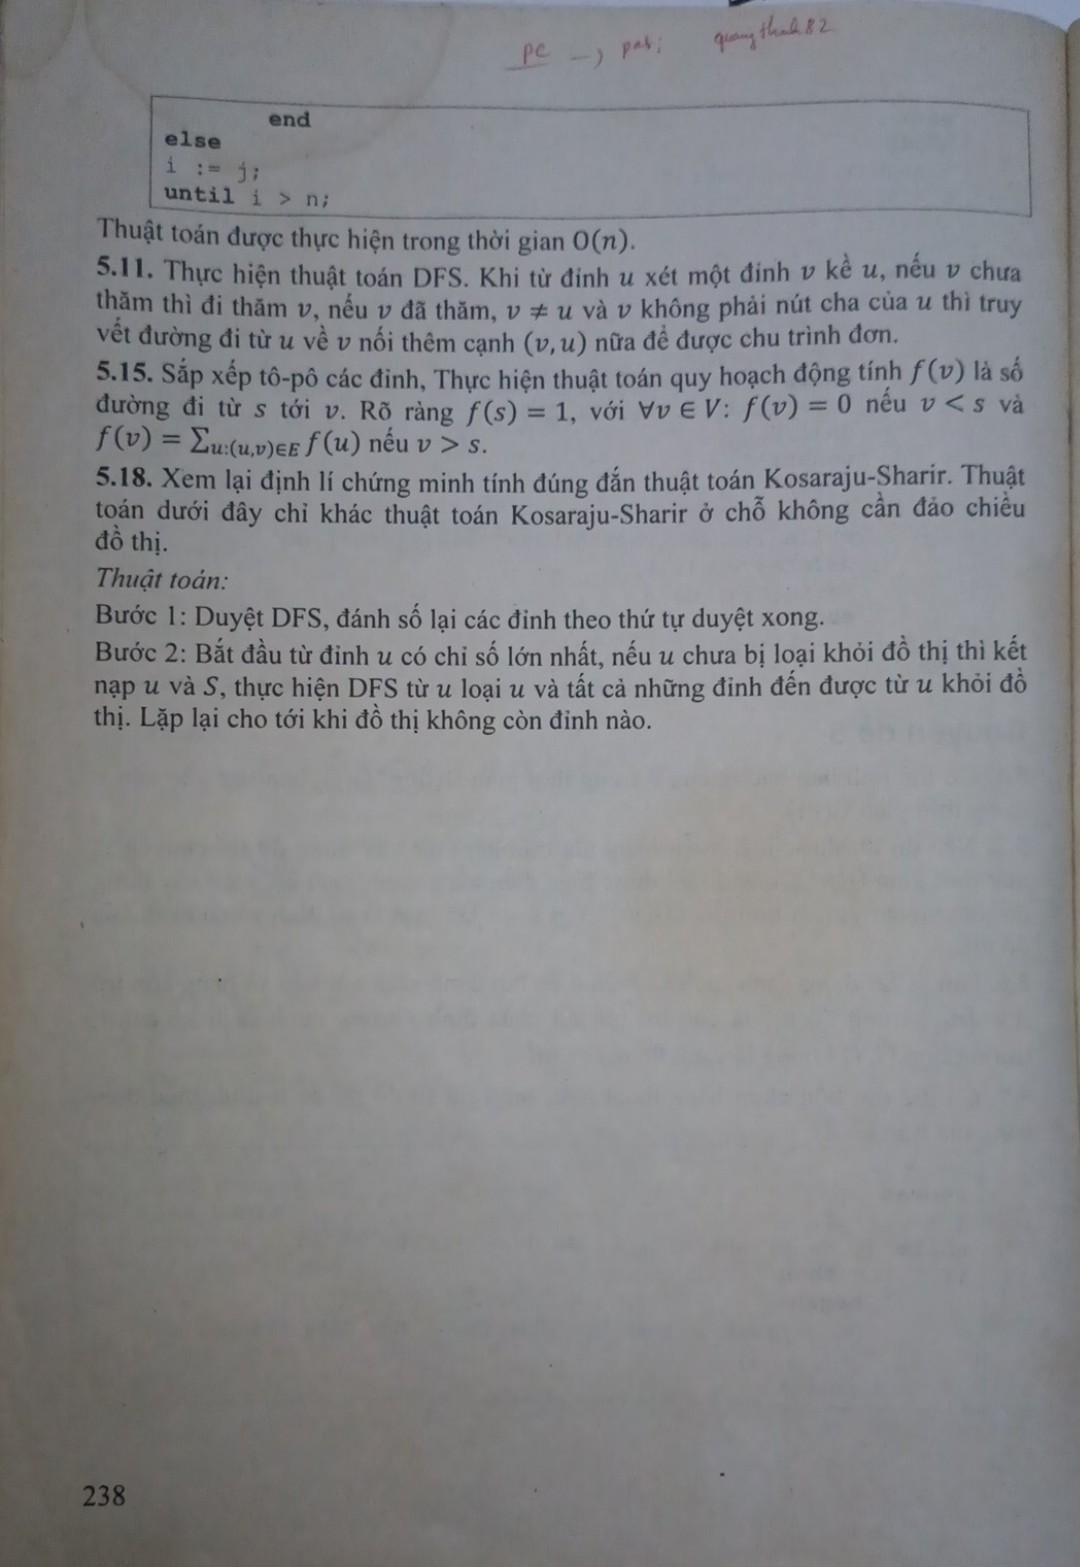 pc → pas; quangthinh82
end
else
i := j;
until i > n;
Thuật toán được thực hiện trong thời gian O(n).
5.11. Thực hiện thuật toán DFS. Khi từ đỉnh u xét một đỉnh v kề u, nếu v chưa
thăm thì đi thăm v, nếu v đã thăm, v ≠ u và v không phải nút cha của u thì truy
vết đường đi từ u về v nối thêm cạnh (v, u) nữa để được chu trình đơn.
5.15. Sắp xếp tô-pô các đỉnh, Thực hiện thuật toán quy hoạch động tính f(v) là số
đường đi từ s tới v. Rõ ràng f(s) = 1, với ∀v ∈ V: f(v) = 0 nếu v < s và
f(v) = ∑u:(u,v)∈E f(u) nếu v > s.
5.18. Xem lại định lí chứng minh tính đúng đắn thuật toán Kosaraju-Sharir. Thuật
toán dưới đây chỉ khác thuật toán Kosaraju-Sharir ở chỗ không cần đảo chiều
đồ thị.
Thuật toán:
Bước 1: Duyệt DFS, đánh số lại các đỉnh theo thứ tự duyệt xong.
Bước 2: Bắt đầu từ đỉnh u có chỉ số lớn nhất, nếu u chưa bị loại khỏi đồ thị thì kết
nạp u và S, thực hiện DFS từ u loại u và tất cả những đỉnh đến được từ u khỏi đồ
thị. Lặp lại cho tới khi đồ thị không còn đỉnh nào.
238